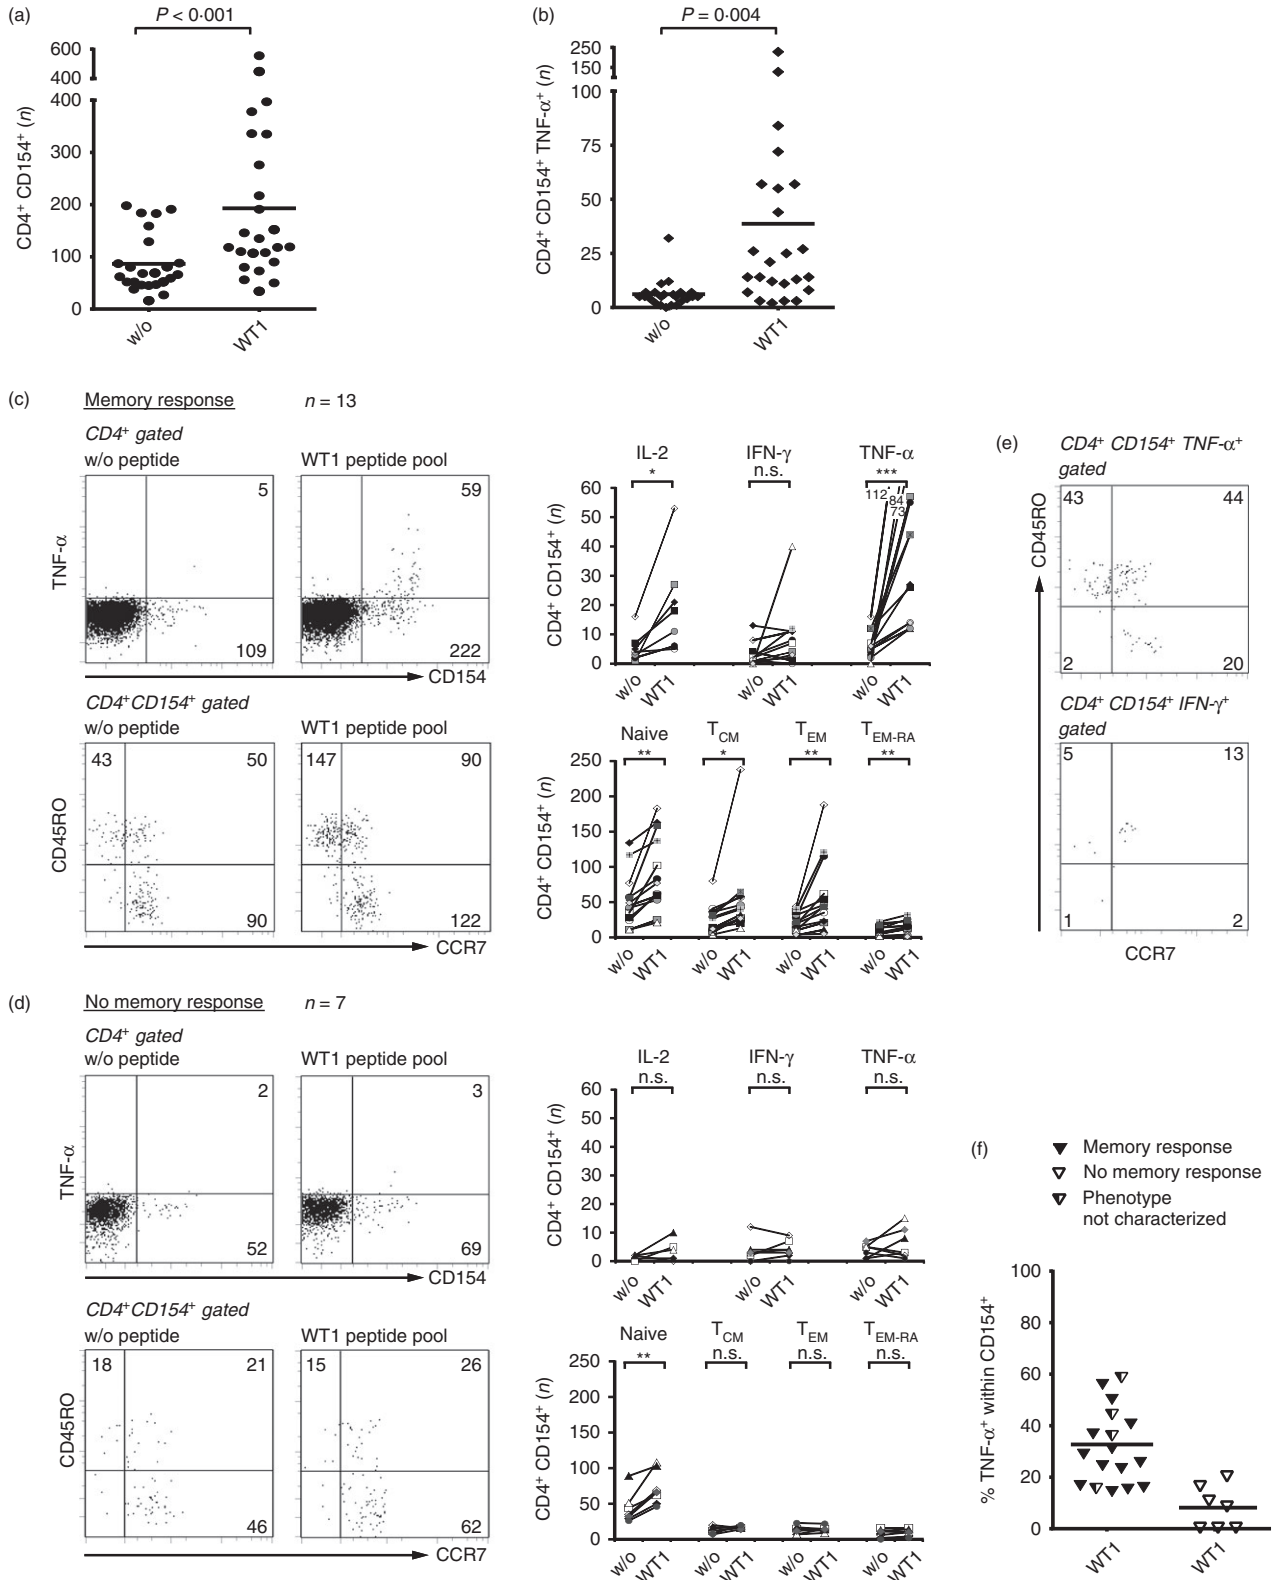 (a)
P < 0·001
600
400
400
300
200
100
0
CD4+ CD154+ (n)
w/o
WT1
(b)
P = 0·004
250
150
100
75
50
25
0
CD4+ CD154+ TNF-α+ (n)
w/o
WT1
(c)
Memory response
n = 13
CD4+ gated
w/o peptide
WT1 peptide pool
5
59
TNF-α
109
222
CD154
CD4+CD154+ gated
w/o peptide
WT1 peptide pool
43
50
147
90
CD45RO
90
122
CCR7
IL-2
IFN-γ
TNF-α
*
n.s.
***
112
84
73
60
50
40
30
20
10
0
CD4+ CD154+ (n)
w/o
WT1
w/o
WT1
w/o
WT1
Naive
TCM
TEM
TEM-RA
**
*
**
**
250
200
150
100
50
0
CD4+ CD154+ (n)
w/o
WT1
w/o
WT1
w/o
WT1
w/o
WT1
(e)
CD4+ CD154+ TNF-α+
gated
43
44
CD45RO
2
20
CD4+ CD154+ IFN-γ+
gated
5
13
1
2
CCR7
(d)
No memory response
n = 7
CD4+ gated
w/o peptide
WT1 peptide pool
2
3
TNF-α
52
69
CD154
CD4+CD154+ gated
w/o peptide
WT1 peptide pool
18
21
15
26
CD45RO
46
62
CCR7
IL-2
IFN-γ
TNF-α
n.s.
n.s.
n.s.
60
50
40
30
20
10
0
CD4+ CD154+ (n)
w/o
WT1
w/o
WT1
w/o
WT1
Naive
TCM
TEM
TEM-RA
**
n.s.
n.s.
n.s.
250
200
150
100
50
0
CD4+ CD154+ (n)
w/o
WT1
w/o
WT1
w/o
WT1
w/o
WT1
(f)
Memory response
No memory response
Phenotype
not characterized
100
80
60
40
20
0
% TNF-α+ within CD154+
WT1
WT1